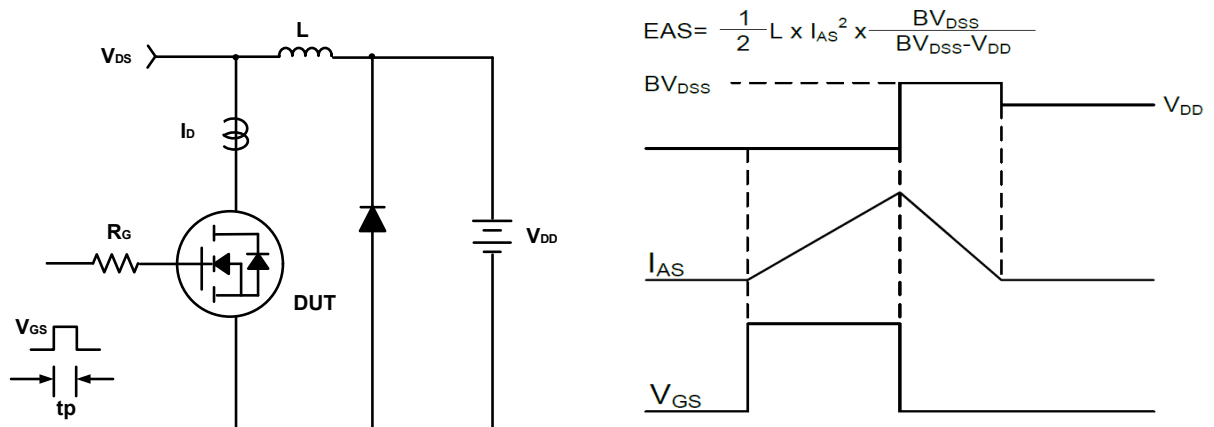 L
VDS
ID
RG
VDD
DUT
VGS
tp
EAS= 1/2 L x IAS² x BVDSS/BVDSS-VDD
BVDSS
VDD
IAS
VGS